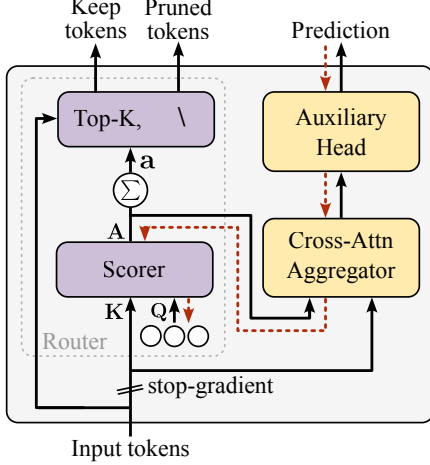 Keep
tokens
Pruned
tokens
Prediction
Top-K, \
Auxiliary
Head
a
Σ
A
Scorer
Cross-Attn
Aggregator
K
Q
Router
stop-gradient
Input tokens